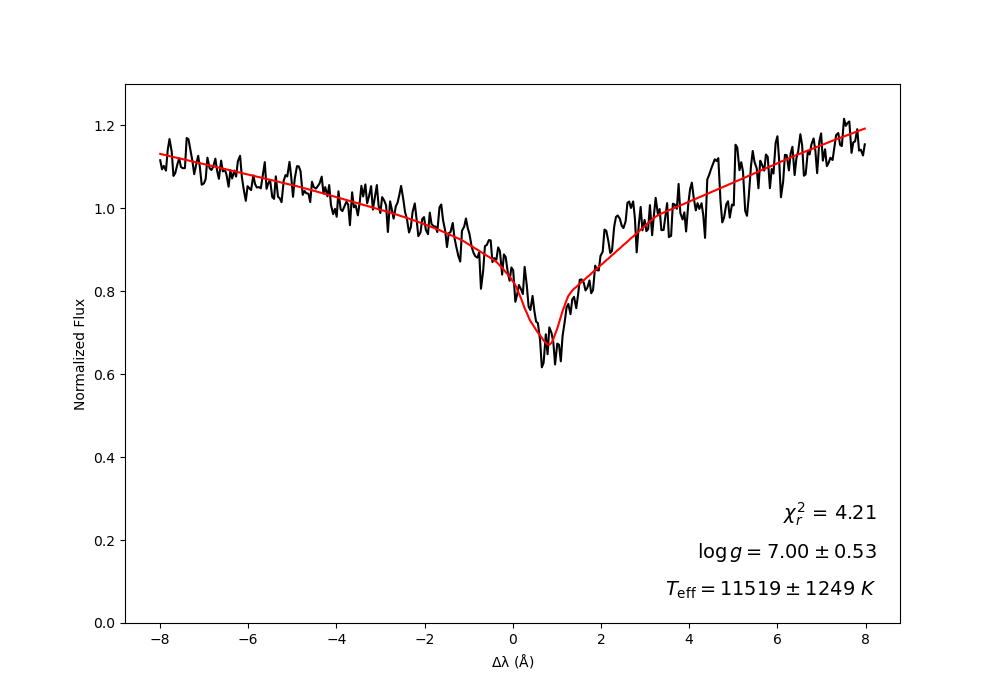 Normalized Flux
1.2
1.0
0.8
0.6
0.4
0.2
0.0
χ²ᵣ = 4.21
log g = 7.00 ± 0.53
T_eff = 11519 ± 1249 K
−8 −6 −4 −2 0 2 4 6 8
Δλ (Å)